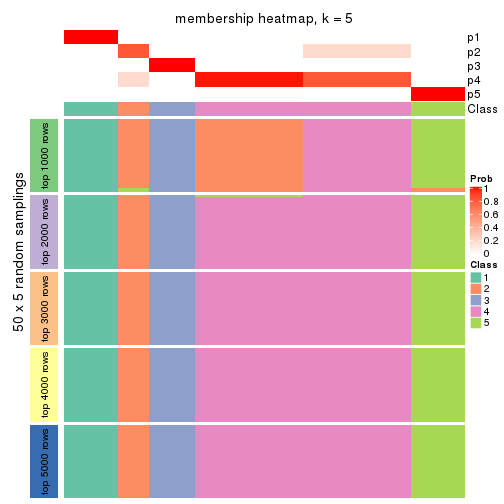 membership heatmap, k = 5
p1
p2
p3
p4
p5
Class
50 x 5 random samplings
top 1000 rows
top 2000 rows
top 3000 rows
top 4000 rows
top 5000 rows
Prob
1
0.8
0.6
0.4
0.2
0
Class
1
2
3
4
5